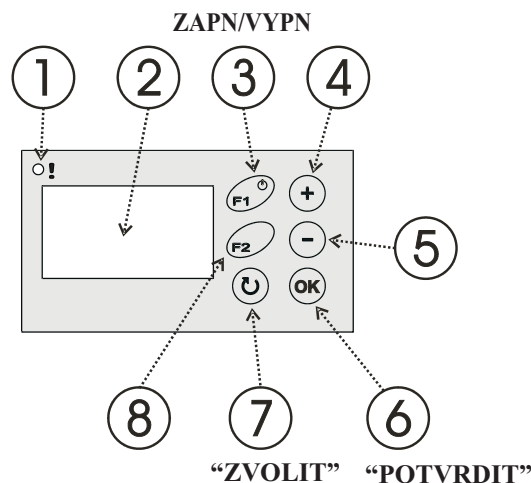 ZAPN/VYPN
1 2 3 4
!
F1 +
F2 -
5
OK
8 7 6
“ZVOLIT” “POTVRDIT”